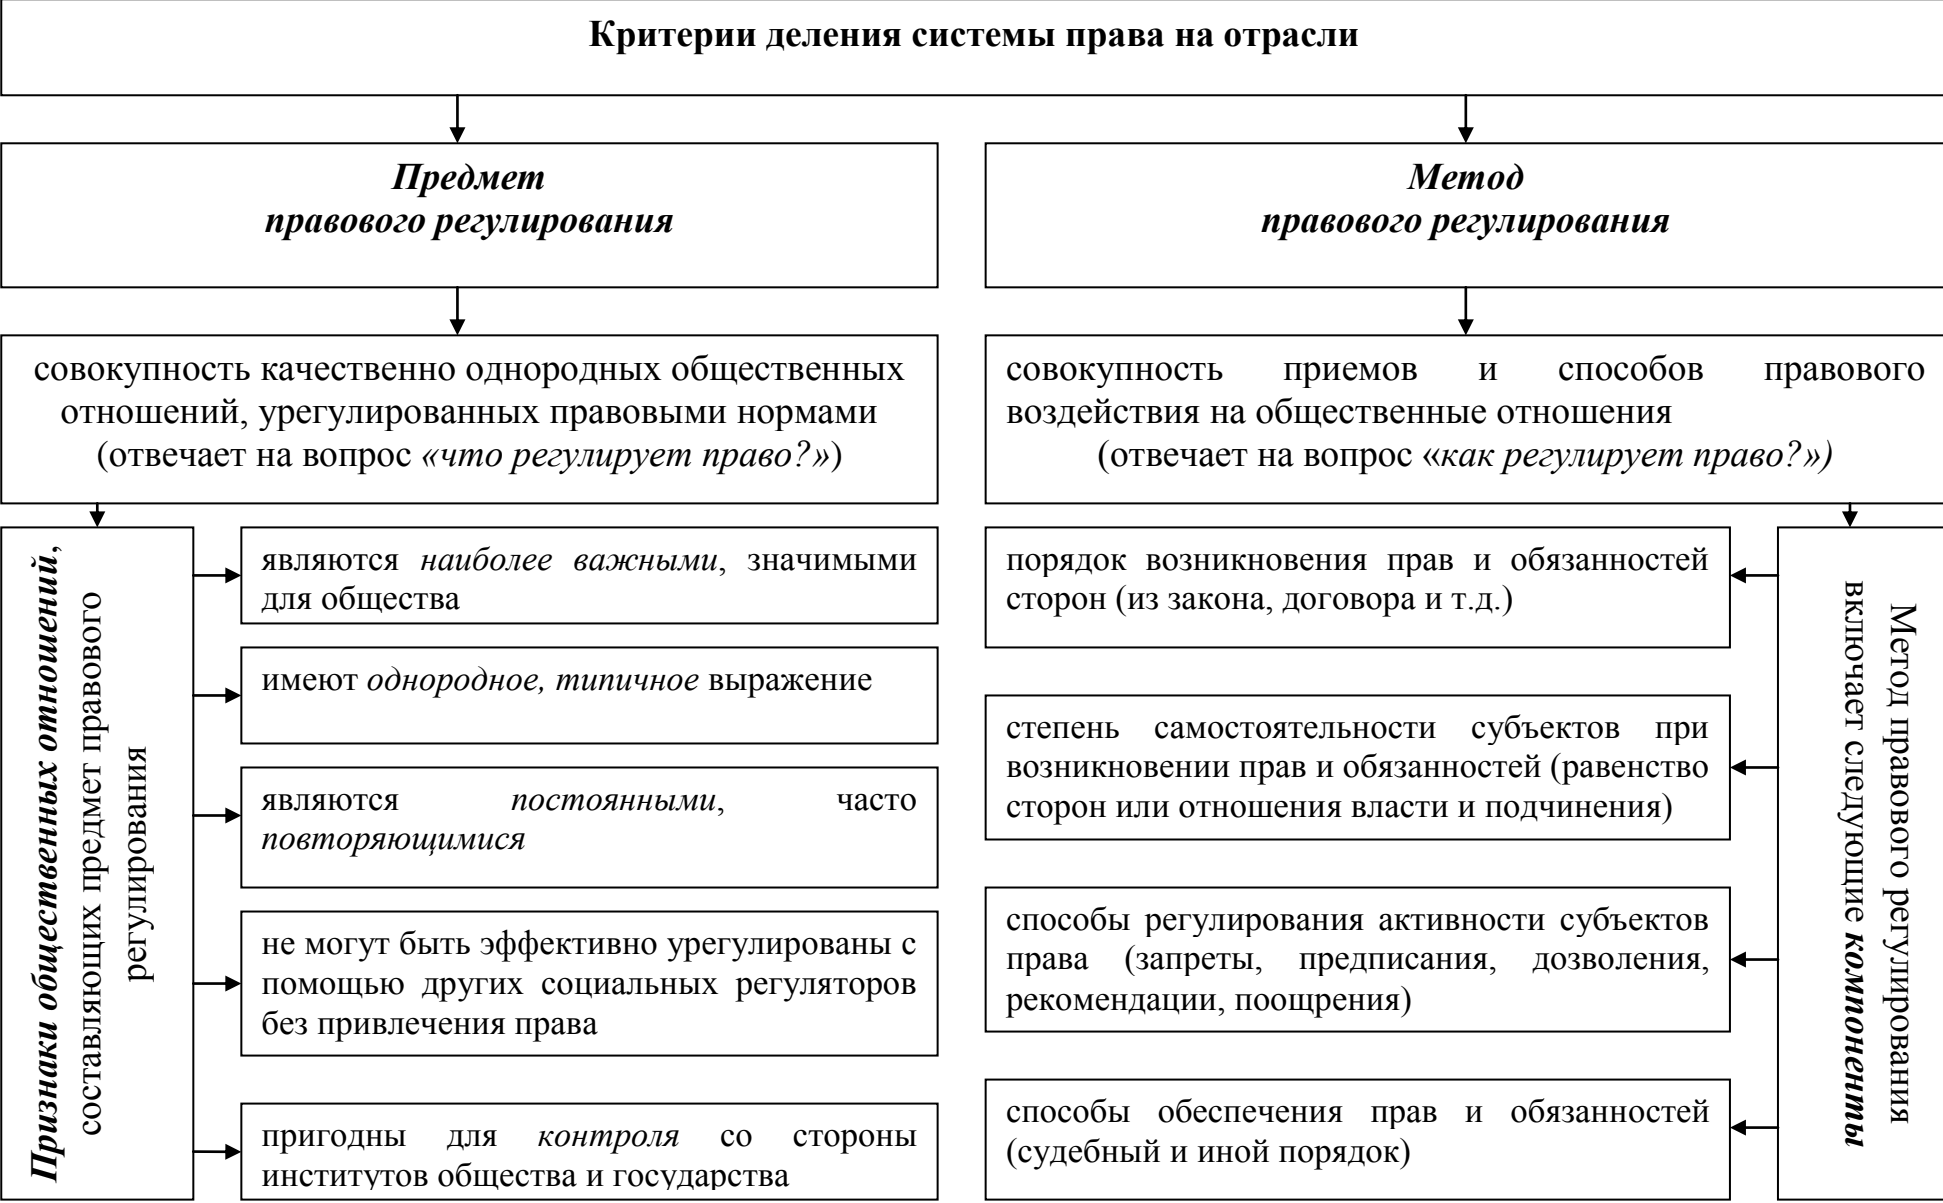 Критерии деления системы права на отрасли
Предмет
правового регулирования
совокупность качественно однородных общественных
отношений, урегулированных правовыми нормами
(отвечает на вопрос «что регулирует право?»)
Признаки общественных отношений,
составляющих предмет правового
регулирования
являются наиболее важными, значимыми
для общества
имеют однородное, типичное выражение
являются постоянными, часто
повторяющимися
не могут быть эффективно урегулированы с
помощью других социальных регуляторов
без привлечения права
пригодны для контроля со стороны
институтов общества и государства
Метод
правового регулирования
совокупность приемов и способов правового
воздействия на общественные отношения
(отвечает на вопрос «как регулирует право?»)
Метод правового регулирования
включает следующие компоненты
порядок возникновения прав и обязанностей
сторон (из закона, договора и т.д.)
степень самостоятельности субъектов при
возникновении прав и обязанностей (равенство
сторон или отношения власти и подчинения)
способы регулирования активности субъектов
права (запреты, предписания, дозволения,
рекомендации, поощрения)
способы обеспечения прав и обязанностей
(судебный и иной порядок)